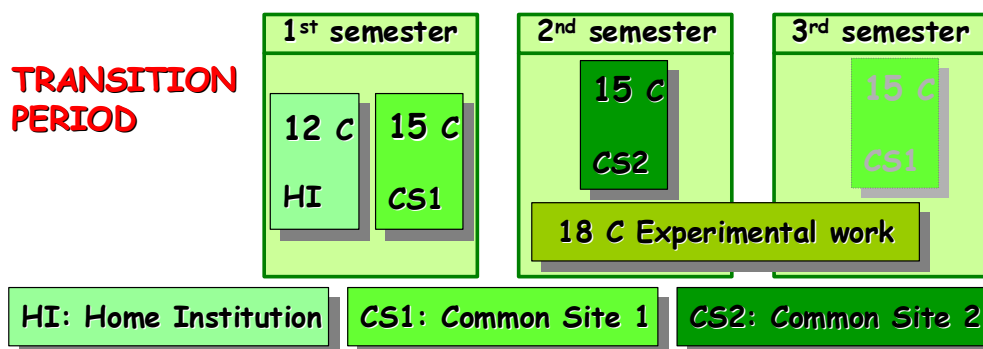 1st semester
2nd semester
3rd semester
TRANSITION
PERIOD
12 C
HI
15 C
CS1
15 C
CS2
15 C
CS1
18 C Experimental work
HI: Home Institution
CS1: Common Site 1
CS2: Common Site 2